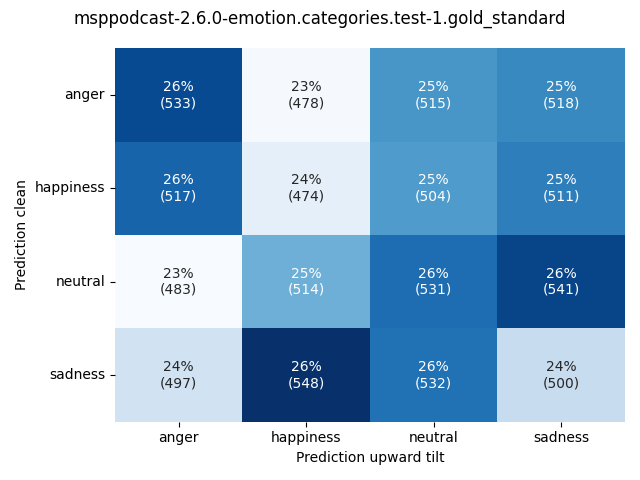 msppodcast-2.6.0-emotion.categories.test-1.gold_standard
Prediction clean
anger
26%
(533)
23%
(478)
25%
(515)
25%
(518)
happiness
26%
(517)
24%
(474)
25%
(504)
25%
(511)
neutral
23%
(483)
25%
(514)
26%
(531)
26%
(541)
sadness
24%
(497)
26%
(548)
26%
(532)
24%
(500)
anger
happiness
neutral
sadness
Prediction upward tilt